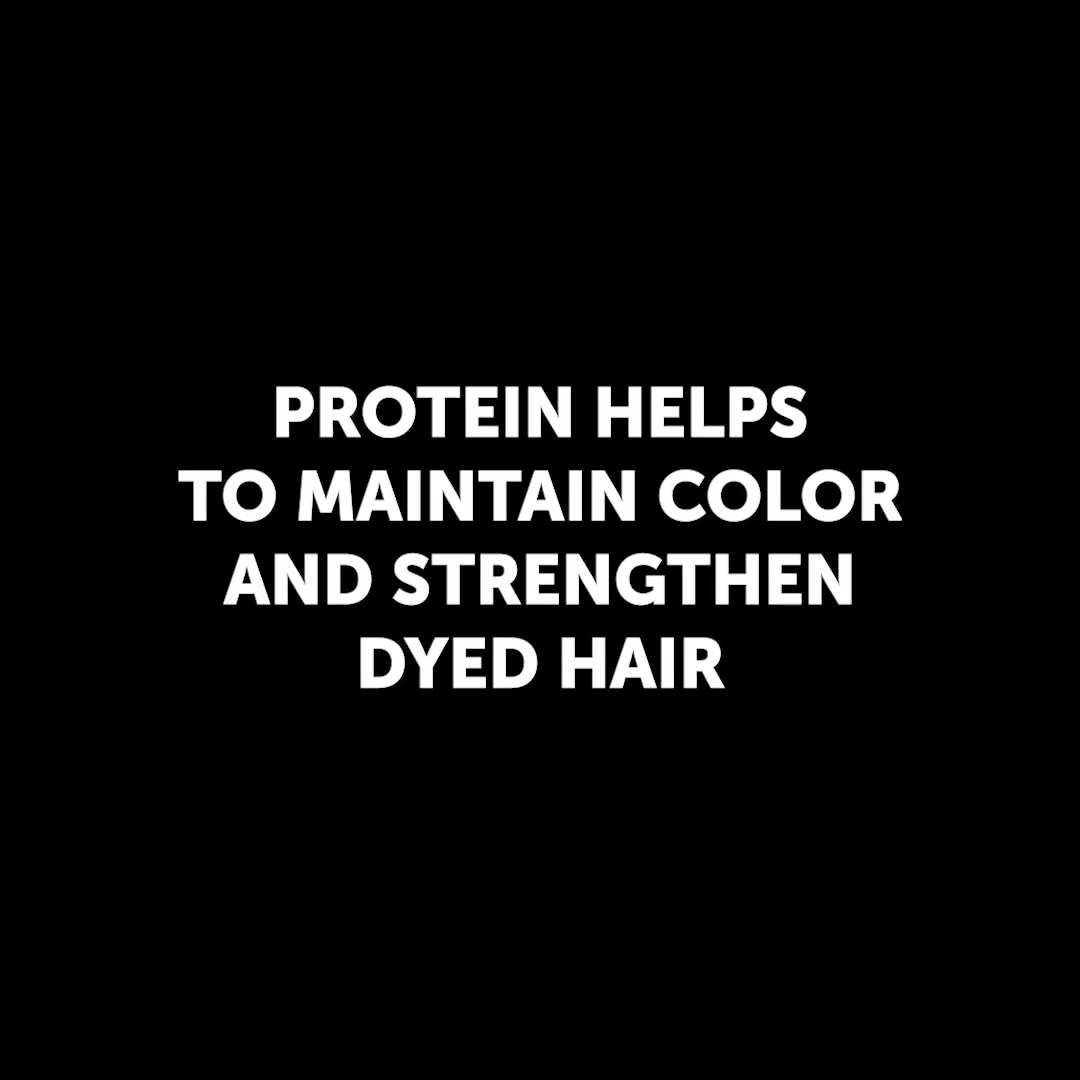 PROTEIN HELPS
TO MAINTAIN COLOR
AND STRENGTHEN
DYED HAIR